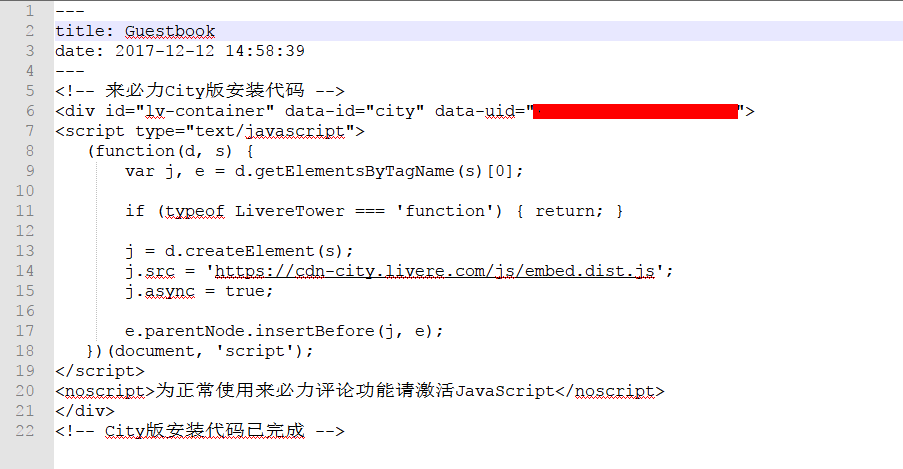 1 ---
2 title: Guestbook
3 date: 2017-12-12 14:58:39
4 ---
5 <!-- 来必力City版安装代码 -->
6 <div id="lv-container" data-id="city" data-uid="">
7 <script type="text/javascript">
8 (function(d, s) {
9 var j, e = d.getElementsByTagName(s)[0];
10
11 if (typeof LivereTower === 'function') { return; }
12
13 j = d.createElement(s);
14 j.src = 'https://cdn-city.livere.com/js/embed.dist.js';
15 j.async = true;
16
17 e.parentNode.insertBefore(j, e);
18 })(document, 'script');
19 </script>
20 <noscript>为正常使用来必力评论功能请激活JavaScript</noscript>
21 </div>
22 <!-- City版安装代码已完成 -->